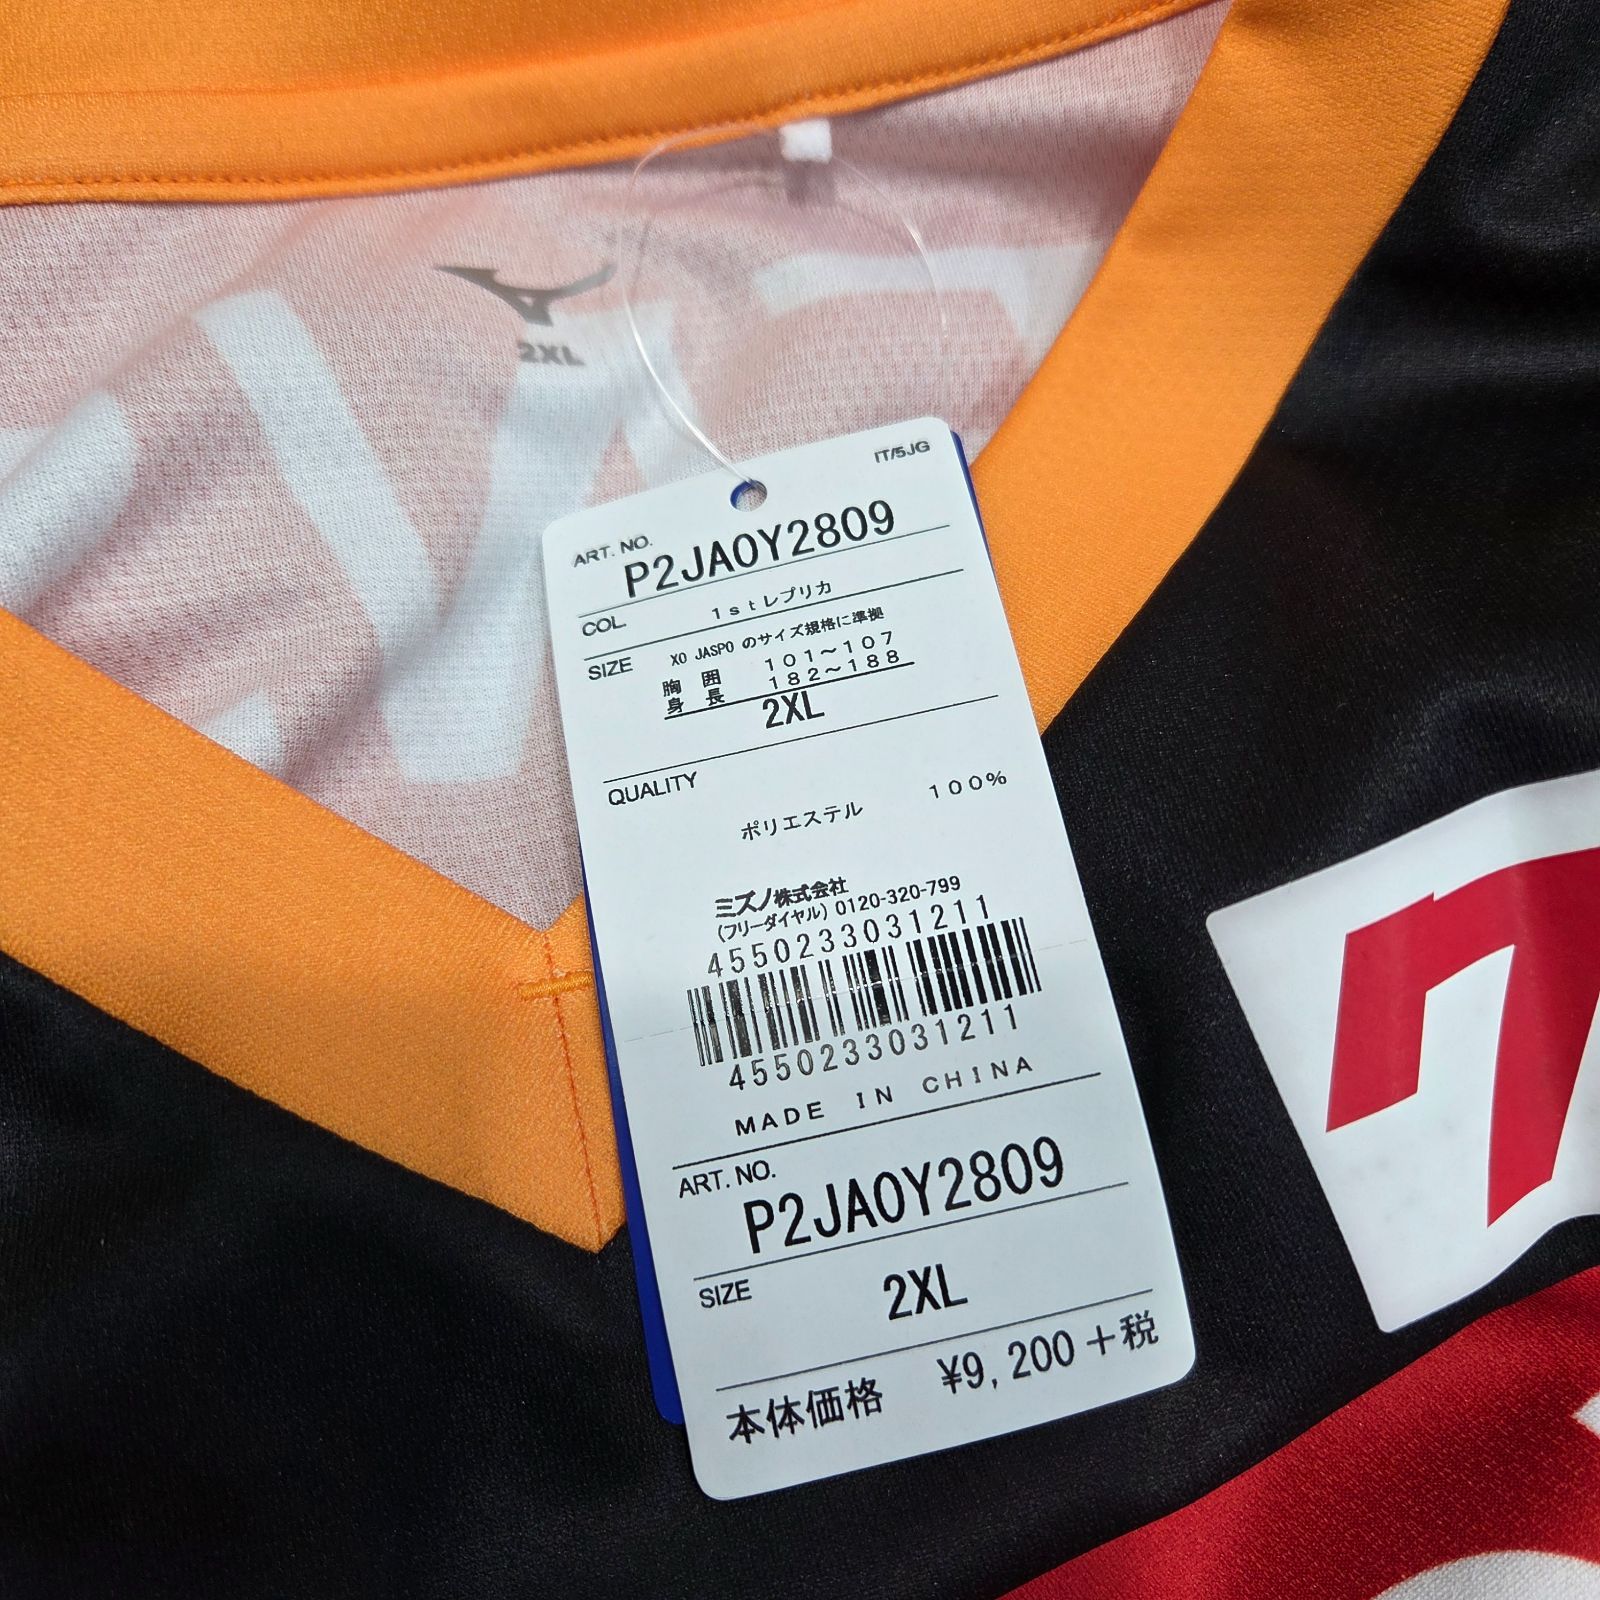 2XL
IT/5JG
ART. NO.
P2JA0Y2809
COL.
1stレプリカ
SIZE
XO JASPO のサイズ規格に準拠
胸 囲 101～107
身 長 182～188
2XL
QUALITY
ポリエステル 100%
ミズノ株式会社
(フリーダイヤル) 0120-320-799
4550233031211
4550233031211
MADE IN CHINA
ART. NO.
P2JA0Y2809
SIZE
2XL
本体価格 ¥9,200+税